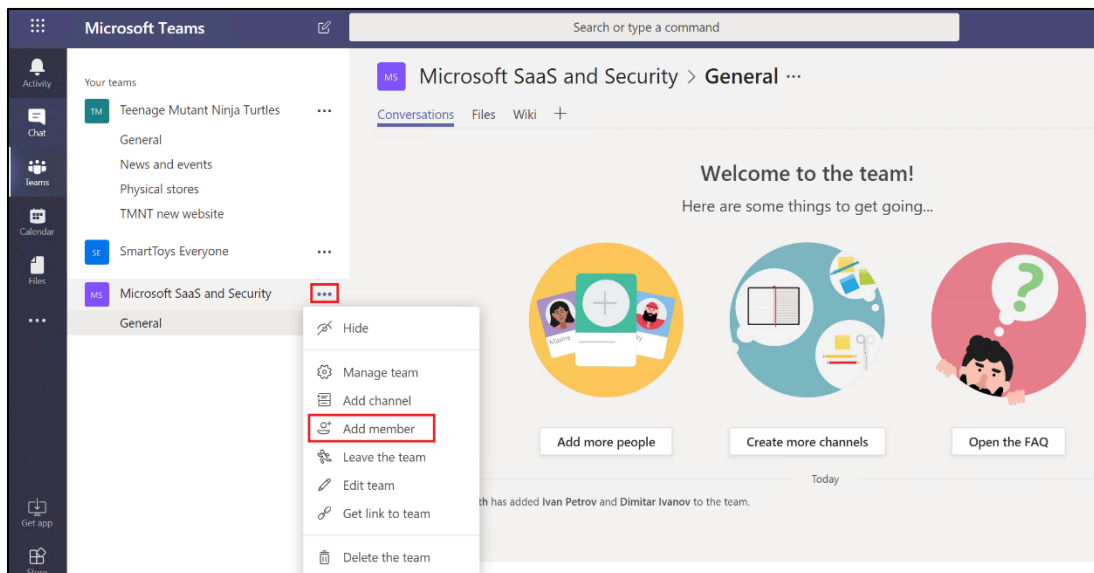 Microsoft Teams
Search or type a command
Activity
Chat
Teams
Calendar
Files
Get app
Store
Your teams
TM Teenage Mutant Ninja Turtles
General
News and events
Physical stores
TMNT new website
SE SmartToys Everyone
MS Microsoft SaaS and Security
General
Hide
Manage team
Add channel
Add member
Leave the team
Edit team
Get link to team
Delete the team
MS Microsoft SaaS and Security > General
Conversations Files Wiki
Welcome to the team!
Here are some things to get going...
Maxine
Add more people
Create more channels
Open the FAQ
Today
has added Ivan Petrov and Dimitar Ivanov to the team.